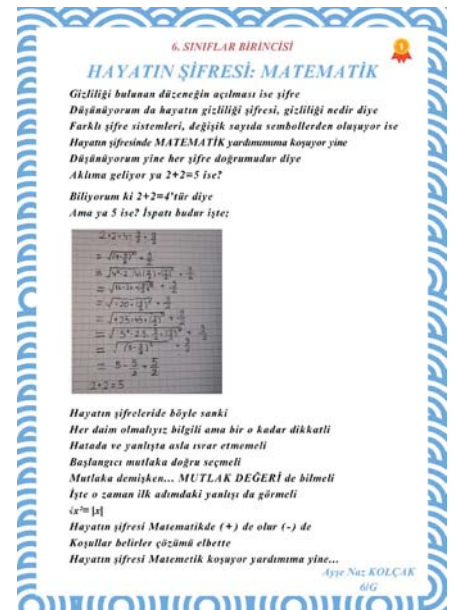 6. SINIFLAR BİRİNCİSİ
1
HAYATIN ŞİFRESİ: MATEMATİK
Gizliliği bulunan düzeneğin açılması ise şifre
Düşünüyorum da hayatın gizliliği şifresi, gizliliği nedir diye
Farklı şifre sistemleri, değişik sayıda sembollerden oluşuyor ise
Hayatın şifresinde MATEMATİK yardımımıma koşuyor yine
Düşünüyorum yine her şifre doğrumudur diye
Aklıma geliyor ya 2+2=5 ise?
Biliyorum ki 2+2=4'tür diye
Ama ya 5 ise? İspatı budur işte;
2+2=5
Hayatın şifreleride böyle sanki
Her daim olmalıyız bilgili ama bir o kadar dikkatli
Hatada ve yanlışta asla ısrar etmemeli
Başlangıcı mutlaka doğru seçmeli
Mutlaka demişken... MUTLAK DEĞERİ de bilmeli
İşte o zaman ilk adımdaki yanlışı da görmeli
√x²= |x|
Hayatın şifresi Matematikde (+) de olur (-) de
Koşullar belirler çözümü elbette
Hayatın şifresi Matemetik koşuyor yardımıma yine...
Ayşe Naz KOLÇAK
6/G